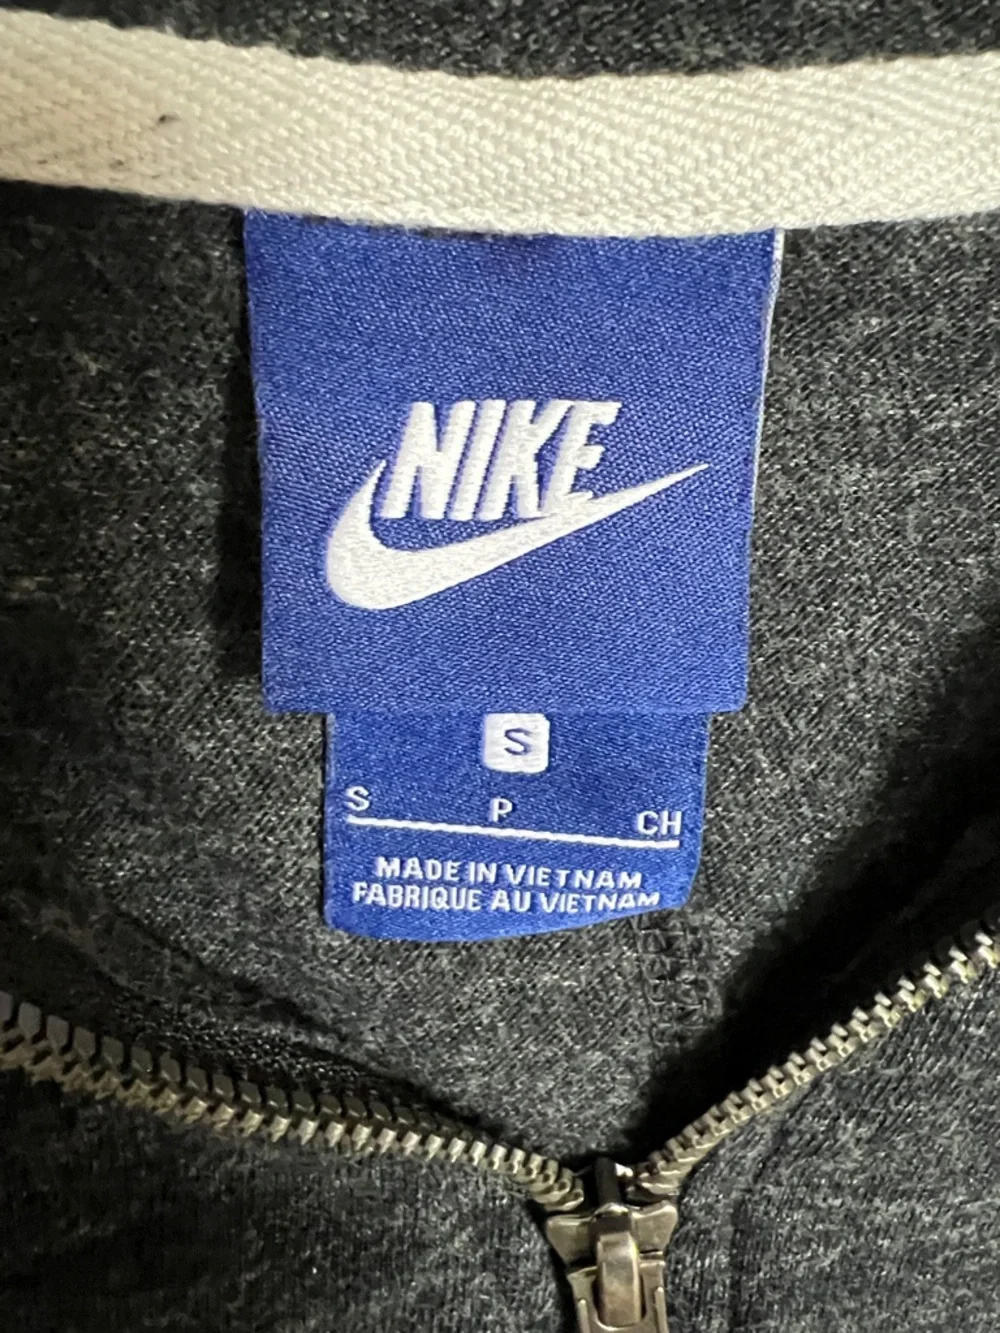 NIKE
S
S P CH
MADE IN VIETNAM
FABRIQUE AU VIETNAM